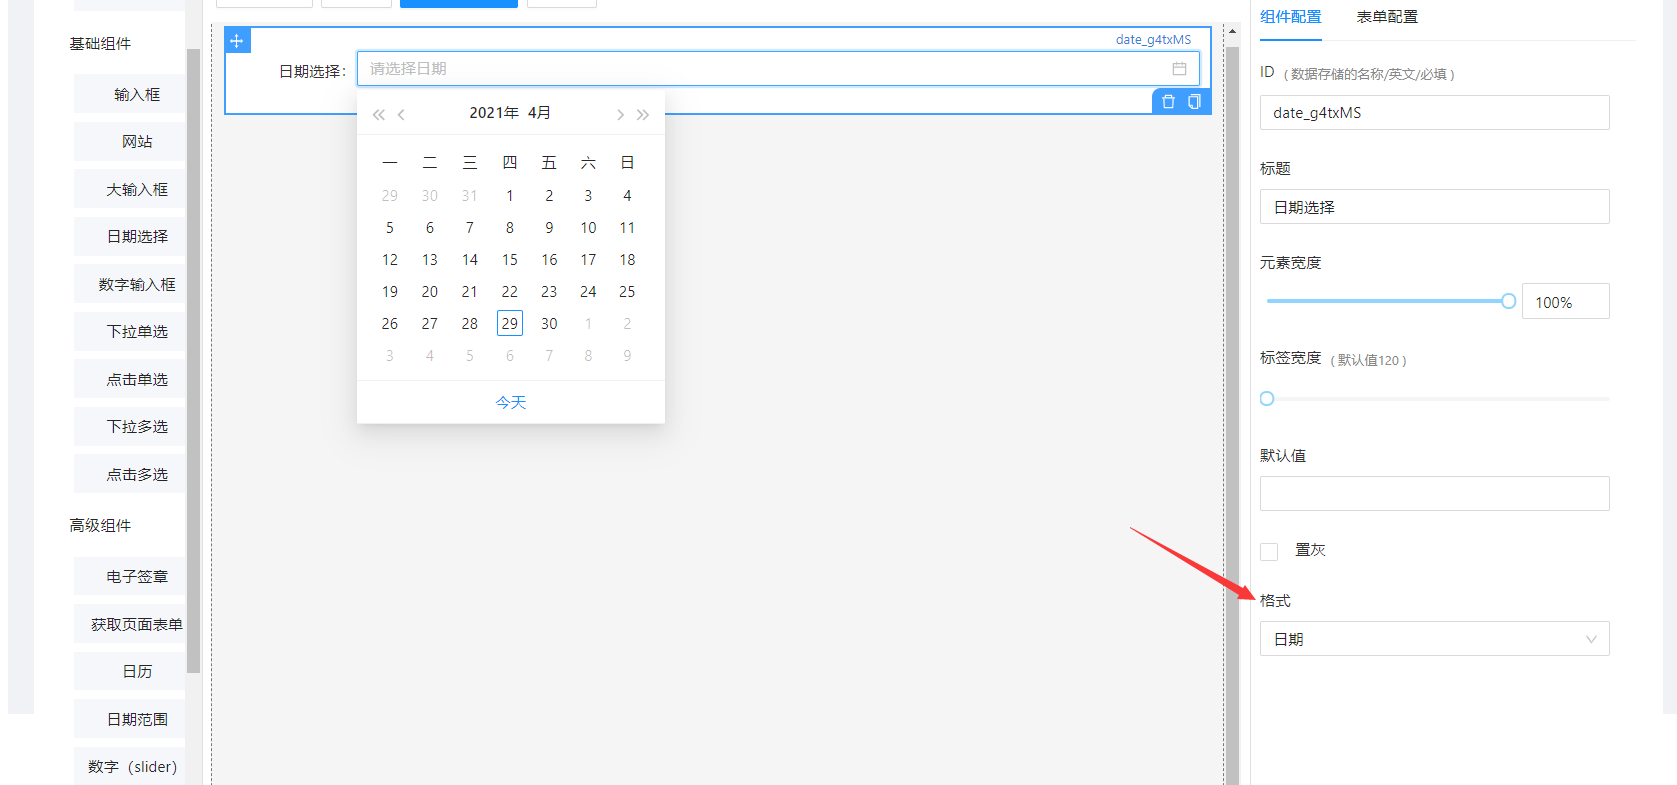 基础组件
输入框
网站
大输入框
日期选择
数字输入框
下拉单选
点击单选
下拉多选
点击多选
高级组件
电子签章
获取页面表单
日历
日期范围
数字（slider）
date_g4txMS
日期选择：
请选择日期
2021年 4月
一 二 三 四 五 六 日
29 30 31 1 2 3 4
5 6 7 8 9 10 11
12 13 14 15 16 17 18
19 20 21 22 23 24 25
26 27 28 29 30 1 2
3 4 5 6 7 8 9
今天
组件配置 表单配置
ID（数据存储的名称/英文/必填）
date_g4txMS
标题
日期选择
元素宽度
100%
标签宽度（默认值120）
默认值
置灰
格式
日期